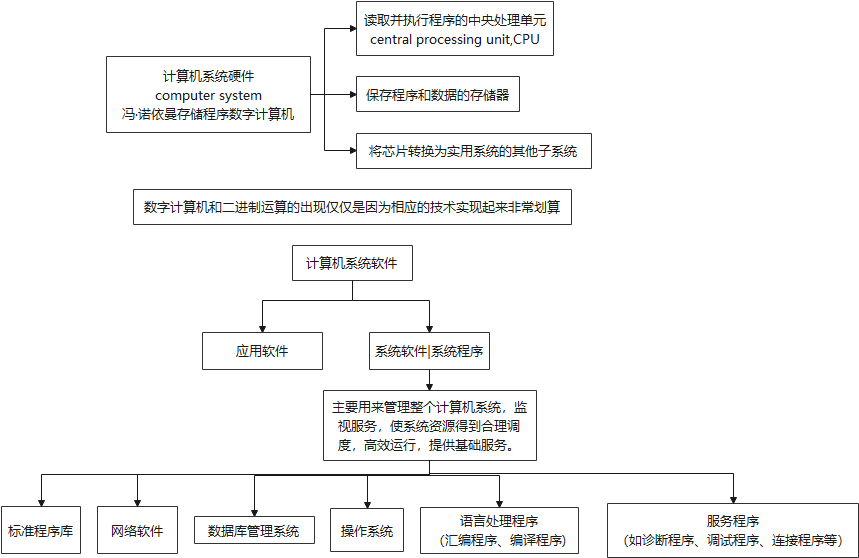 读取并执行程序的中央处理单元
central processing unit,CPU
计算机系统硬件
computer system
冯·诺依曼存储程序数字计算机
保存程序和数据的存储器
将芯片转换为实用系统的其他子系统
数字计算机和二进制运算的出现仅仅是因为相应的技术实现起来非常划算
计算机系统软件
应用软件
系统软件|系统程序
主要用来管理整个计算机系统，监
视服务，使系统资源得到合理调
度，高效运行，提供基础服务。
标准程序库
网络软件
数据库管理系统
操作系统
语言处理程序
（汇编程序、编译程序)
服务程序
（如诊断程序、调试程序、连接程序等）